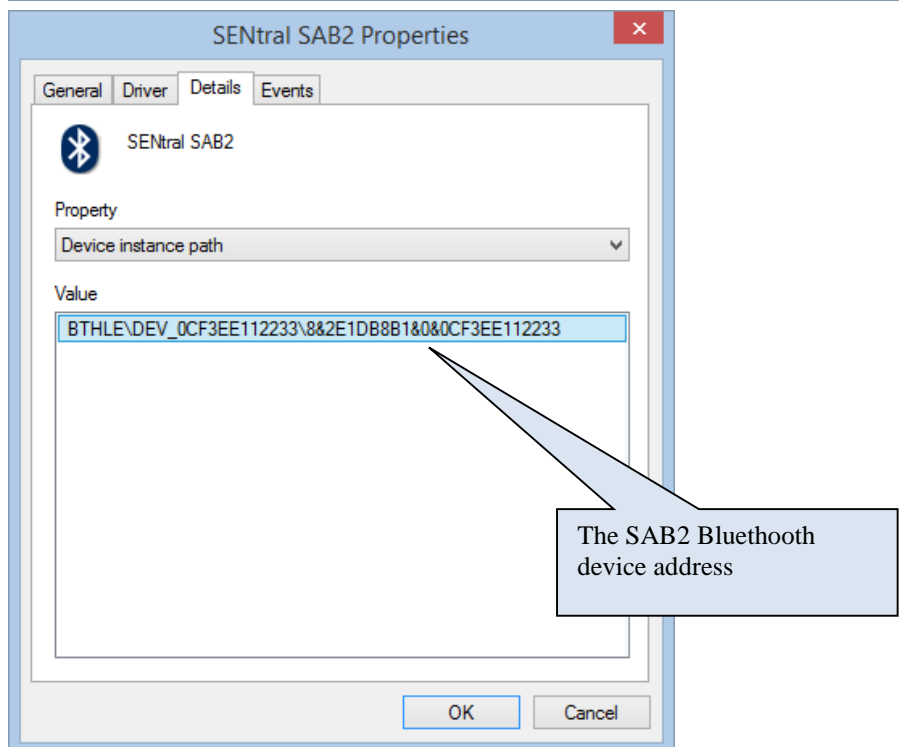 SENtral SAB2 Properties
General Driver Details Events
SENtral SAB2
Property
Device instance path
Value
BTHLE\DEV_0CF3EE112233\8&2E1DB8B1&0&0CF3EE112233
The SAB2 Bluethooth
device address
OK Cancel